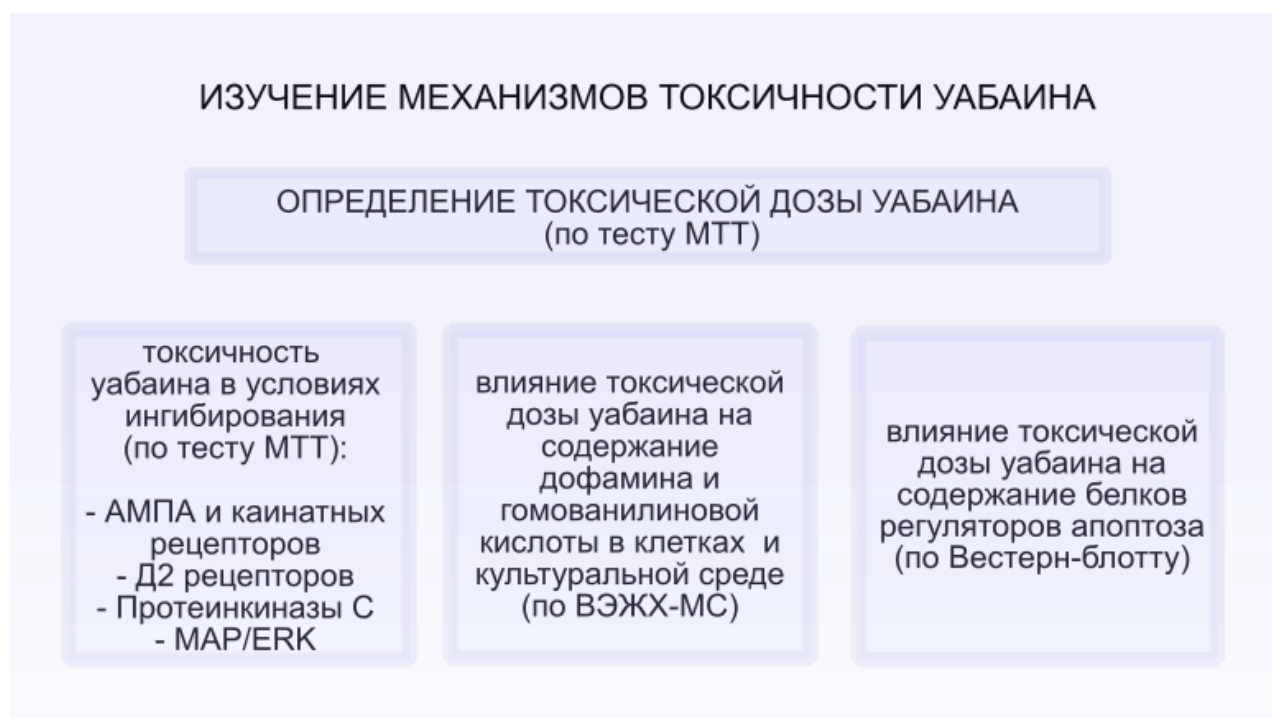 ИЗУЧЕНИЕ МЕХАНИЗМОВ ТОКСИЧНОСТИ УАБАИНА
ОПРЕДЕЛЕНИЕ ТОКСИЧЕСКОЙ ДОЗЫ УАБАИНА
(по тесту МТТ)
токсичность
уабаина в условиях
ингибирования
(по тесту МТТ):
- АМПА и каинатных
рецепторов
- Д2 рецепторов
- Протеинкиназы С
- MAP/ERK
влияние токсической
дозы уабаина на
содержание
дофамина и
гомованилиновой
кислоты в клетках и
культуральной среде
(по ВЭЖХ-МС)
влияние токсической
дозы уабаина на
содержание белков
регуляторов апоптоза
(по Вестерн-блотту)